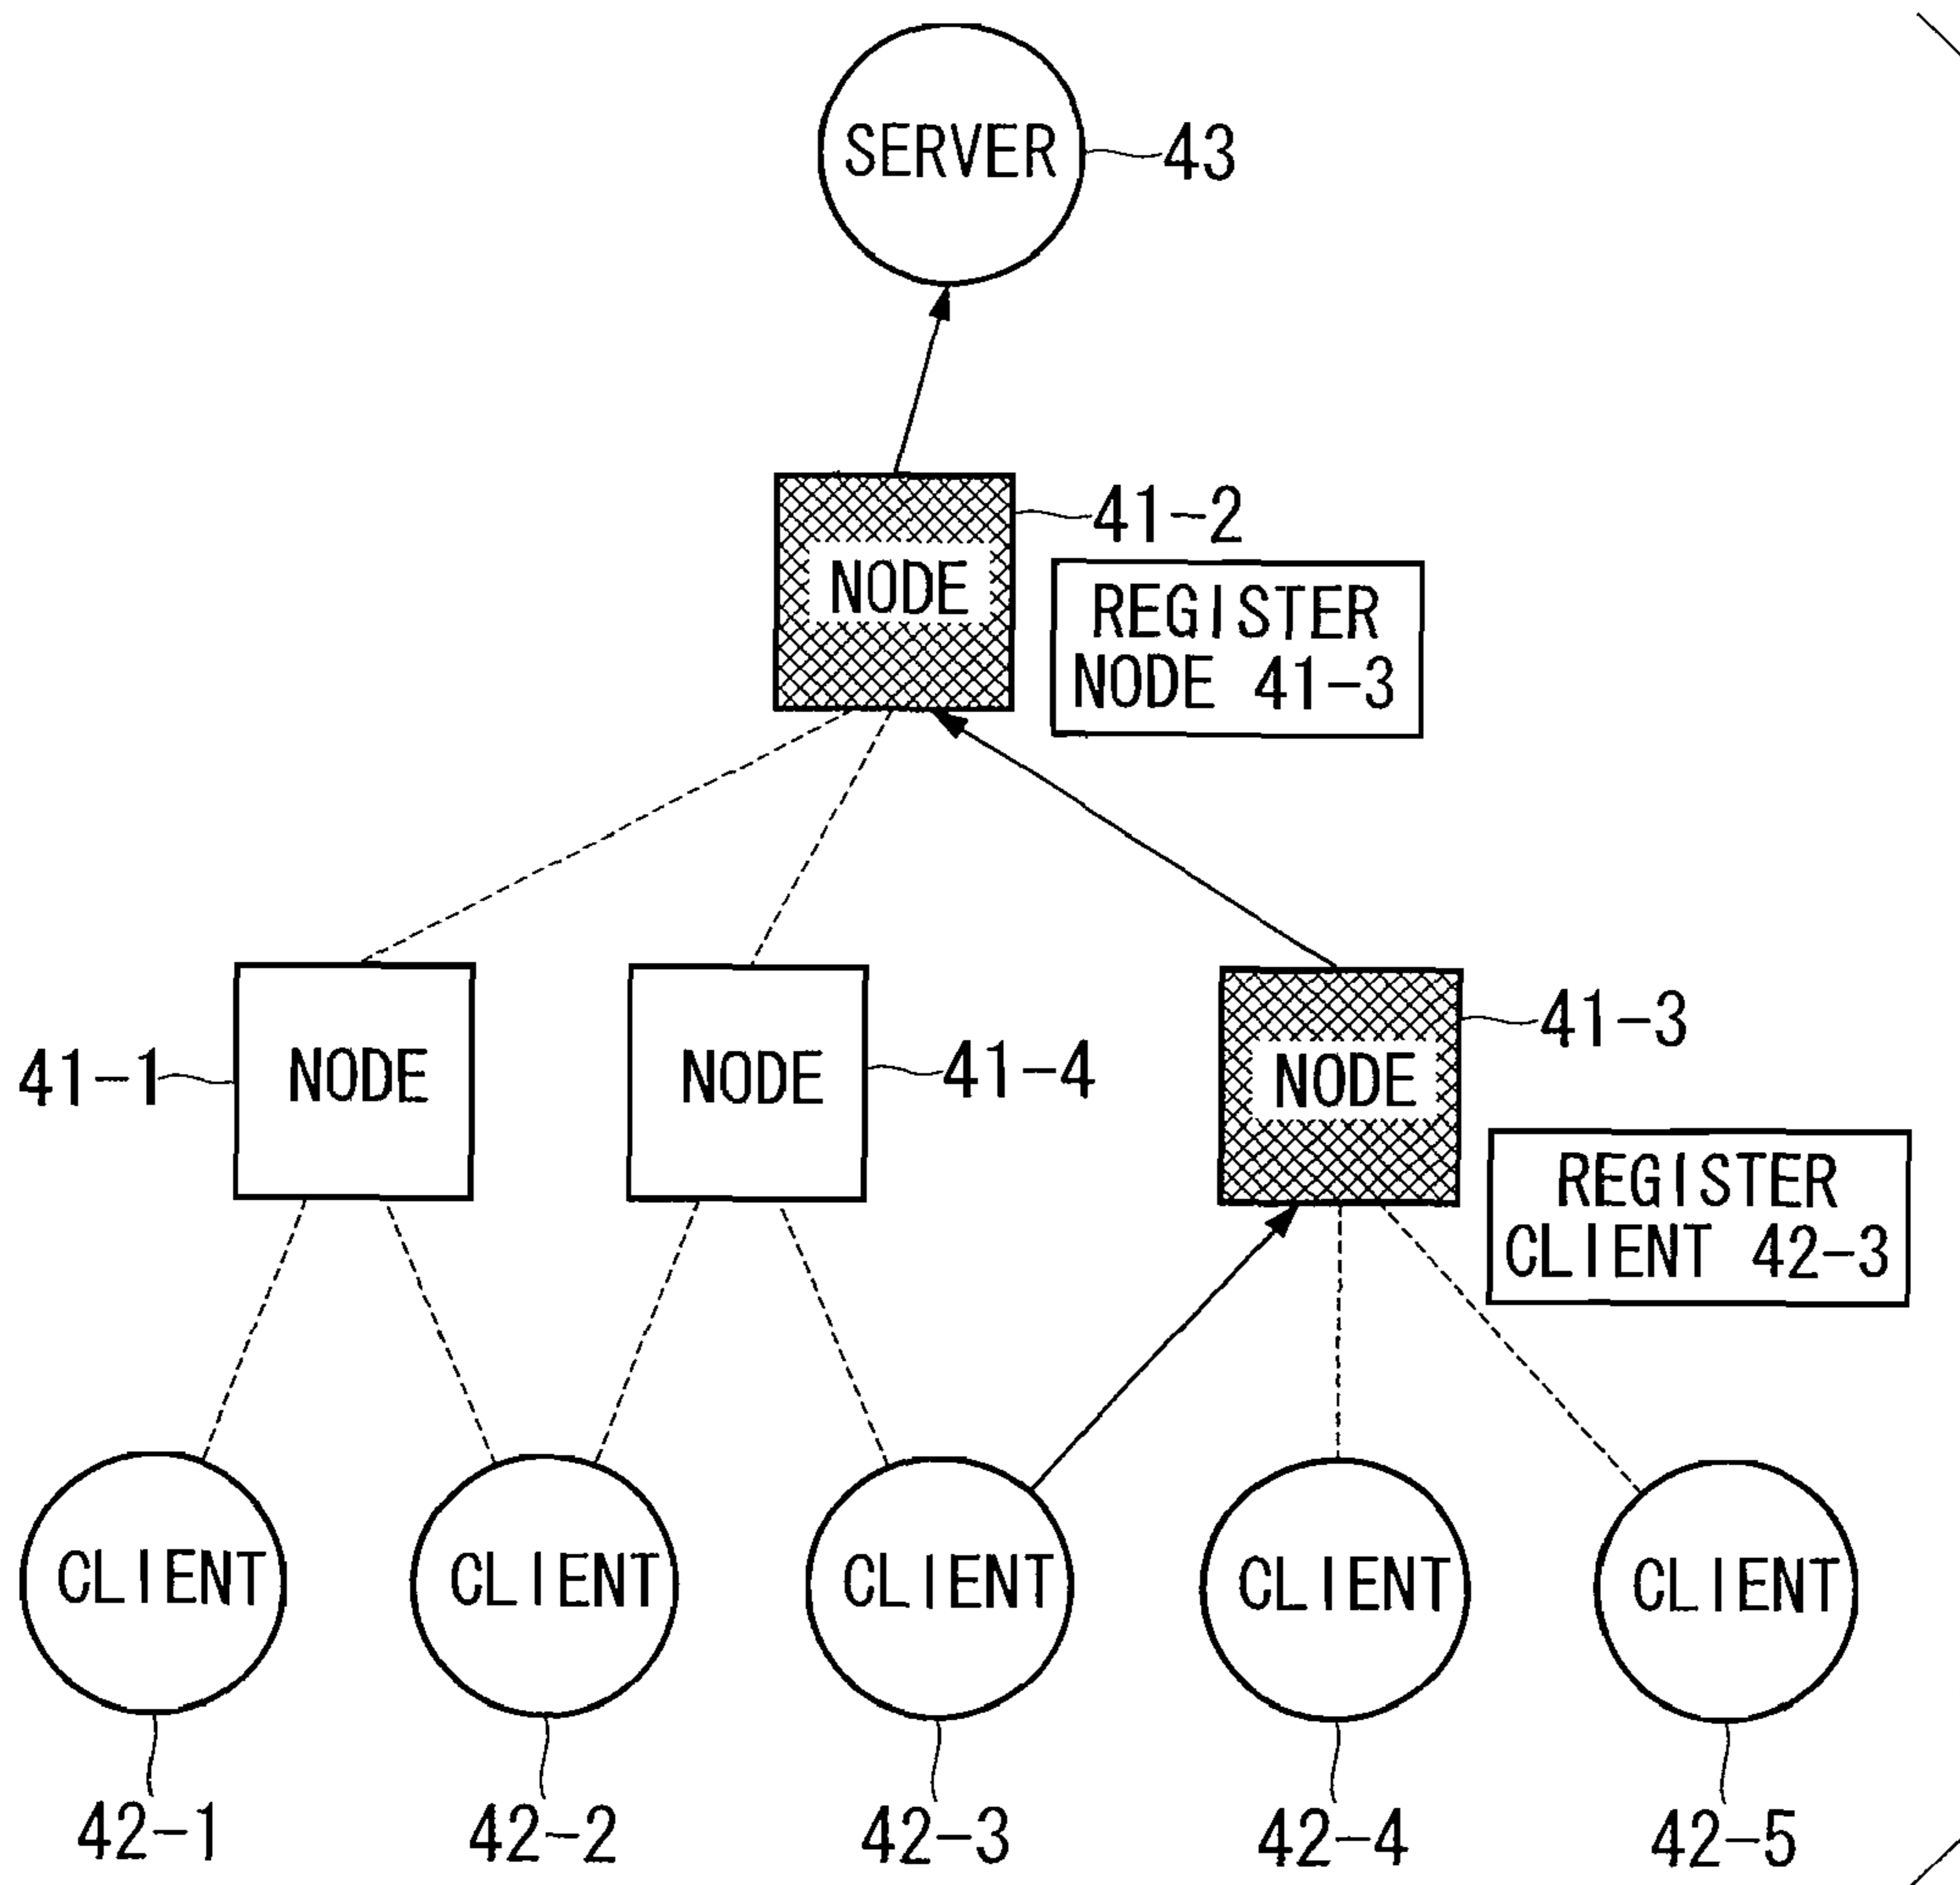 SERVER
43
41-2
NODE
REGISTER
NODE 41-3
41-1
NODE
NODE
41-4
NODE
41-3
REGISTER
CLIENT 42-3
CLIENT
CLIENT
CLIENT
CLIENT
CLIENT
42-1
42-2
42-3
42-4
42-5